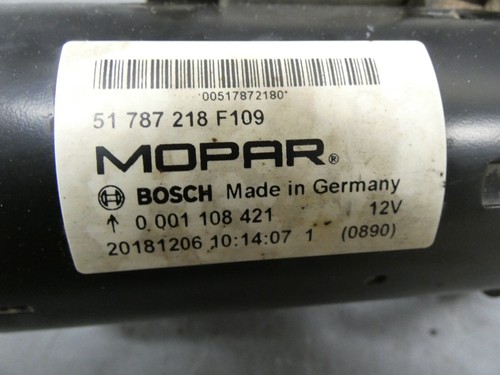 *00517872180*
51 787 218 F109
MOPAR®
BOSCH Made in Germany
↑ 0 001 108 421 12V
20181206 10:14:07 1 (0890)